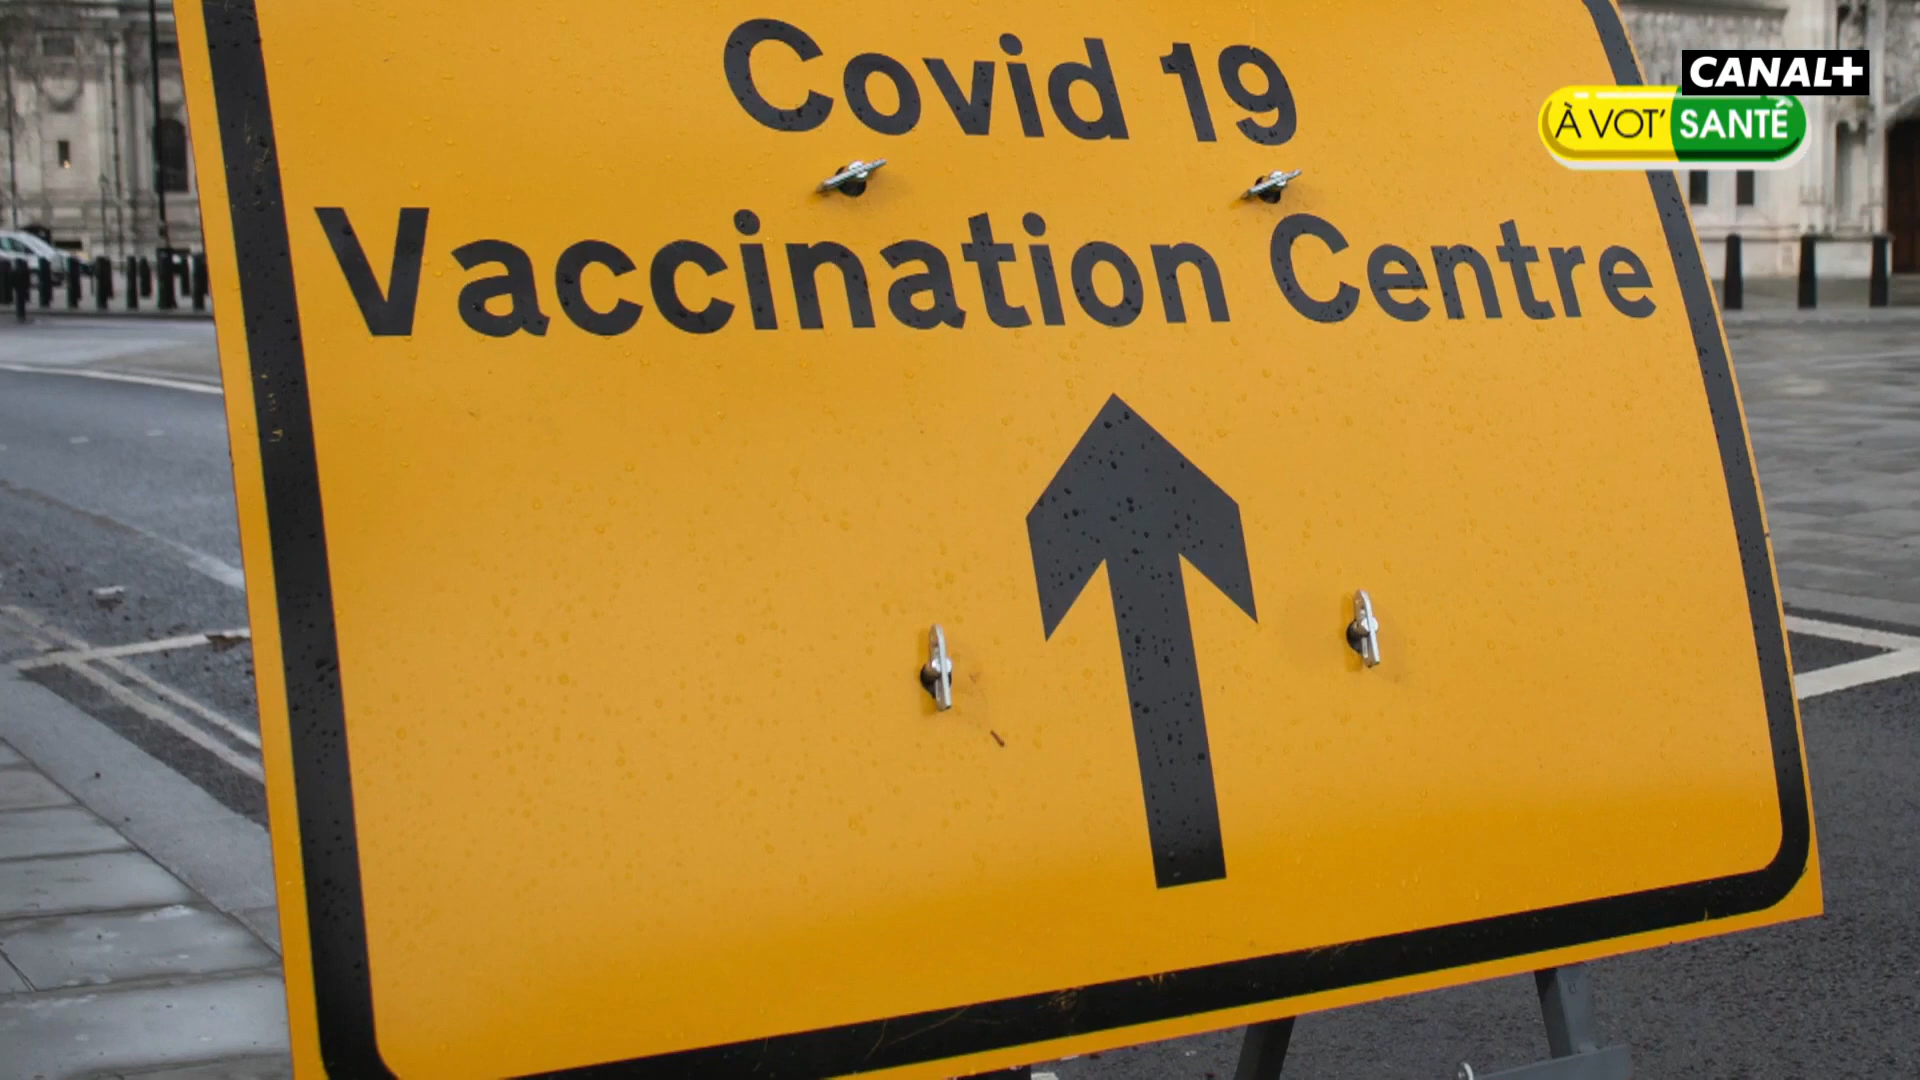 Covid 19
Vaccination Centre
CANAL+
À VOT' SANTÉ